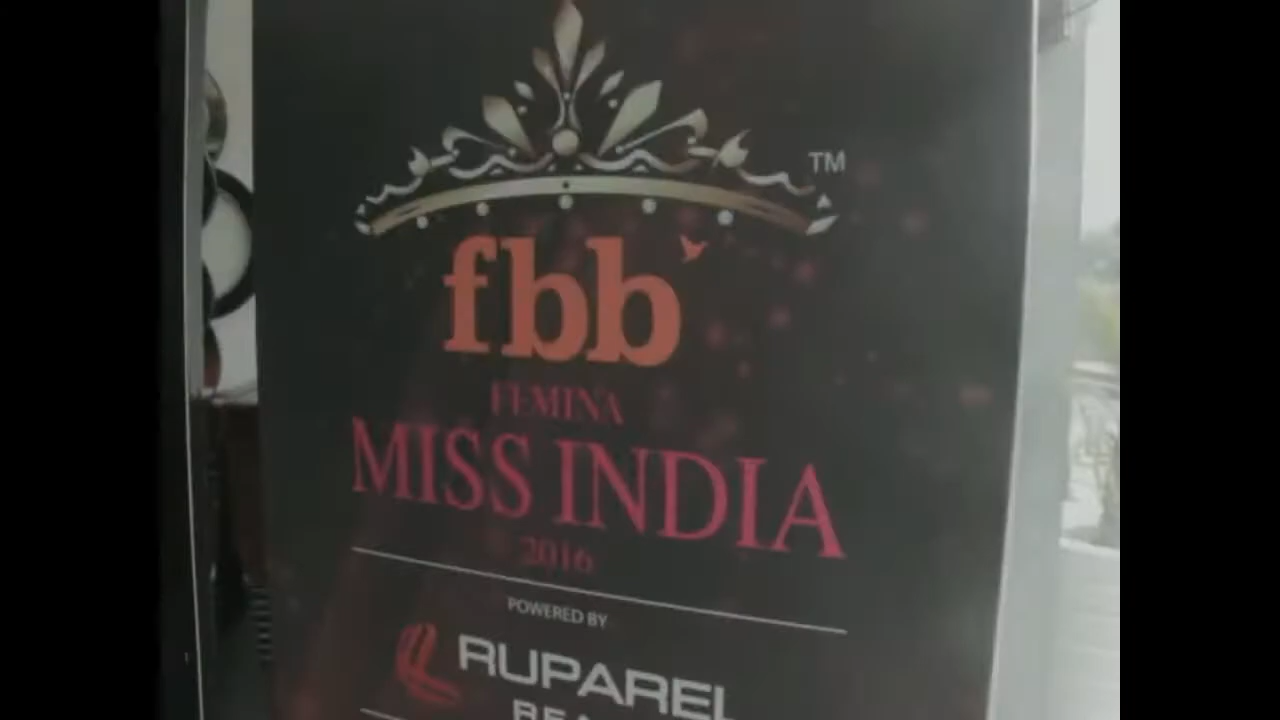 TM
fbb
FEMINA
MISS INDIA
2016
POWERED BY
RUPAREL